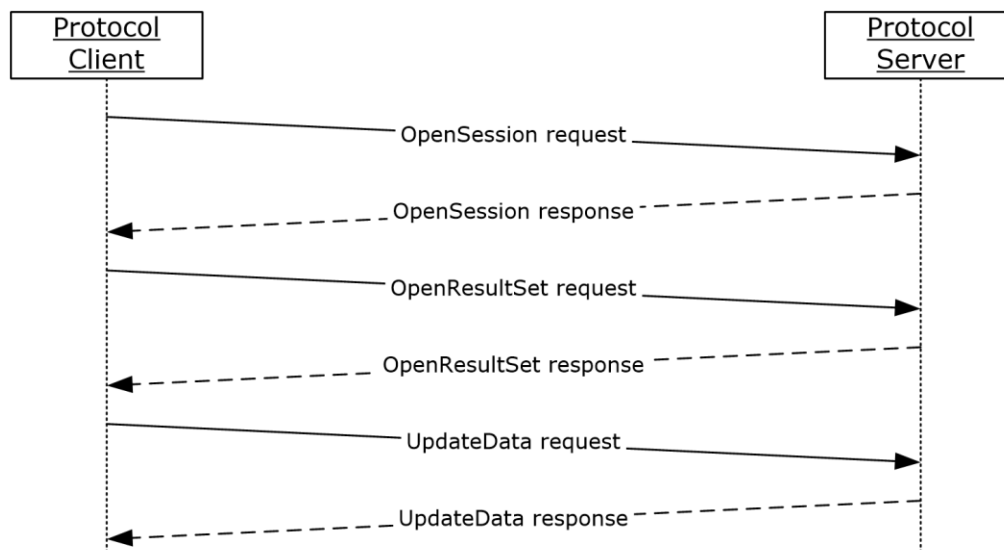 Protocol
Client
Protocol
Server
OpenSession request
OpenSession response
OpenResultSet request
OpenResultSet response
UpdateData request
UpdateData response